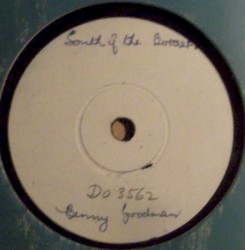 South of the Border
DO 3562
Benny Goodman